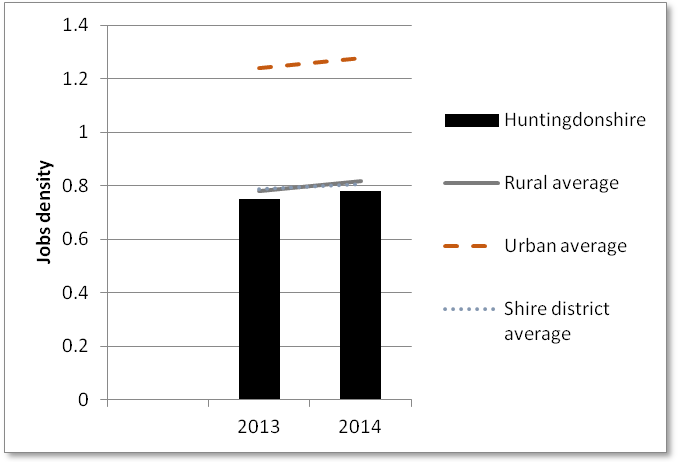 1.4
1.2
1
0.8
0.6
0.4
0.2
0
Jobs density
2013 2014
Huntingdonshire
Rural average
Urban average
Shire district
average